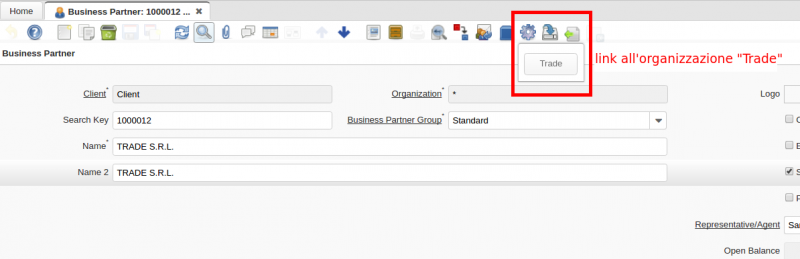 Home
Business Partner: 1000012 ...
Trade
link all'organizzazione "Trade"
Business Partner
Client* Client Organization* * Logo
Search Key 1000012 Business Partner Group* Standard
Name* TRADE S.R.L.
Name 2 TRADE S.R.L.
Representative/Agent
Open Balance